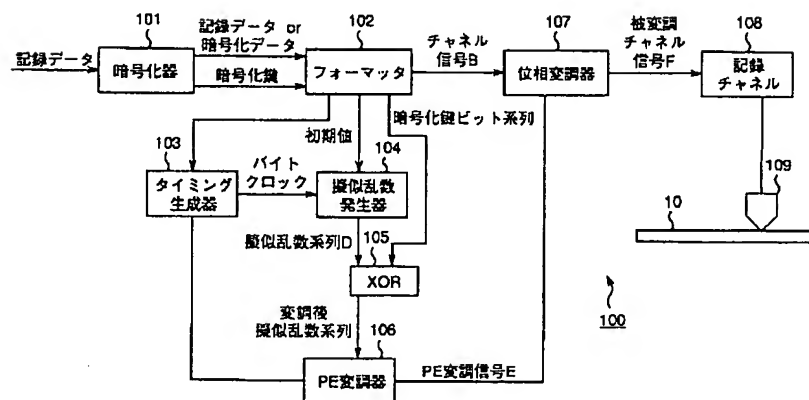 記録データ
101
暗号化器
記録データ or
暗号化データ
暗号化鍵
102
フォーマッタ
チャネル
信号B
107
位相変調器
被変調
チャネル
信号F
108
記録
チャネル
初期値
暗号化鍵ビット系列
103
タイミング
生成器
バイト
クロック
104
擬似乱数
発生器
109
10
擬似乱数系列D
105
XOR
100
変調後
擬似乱数系列
106
PE変調器
PE変調信号E